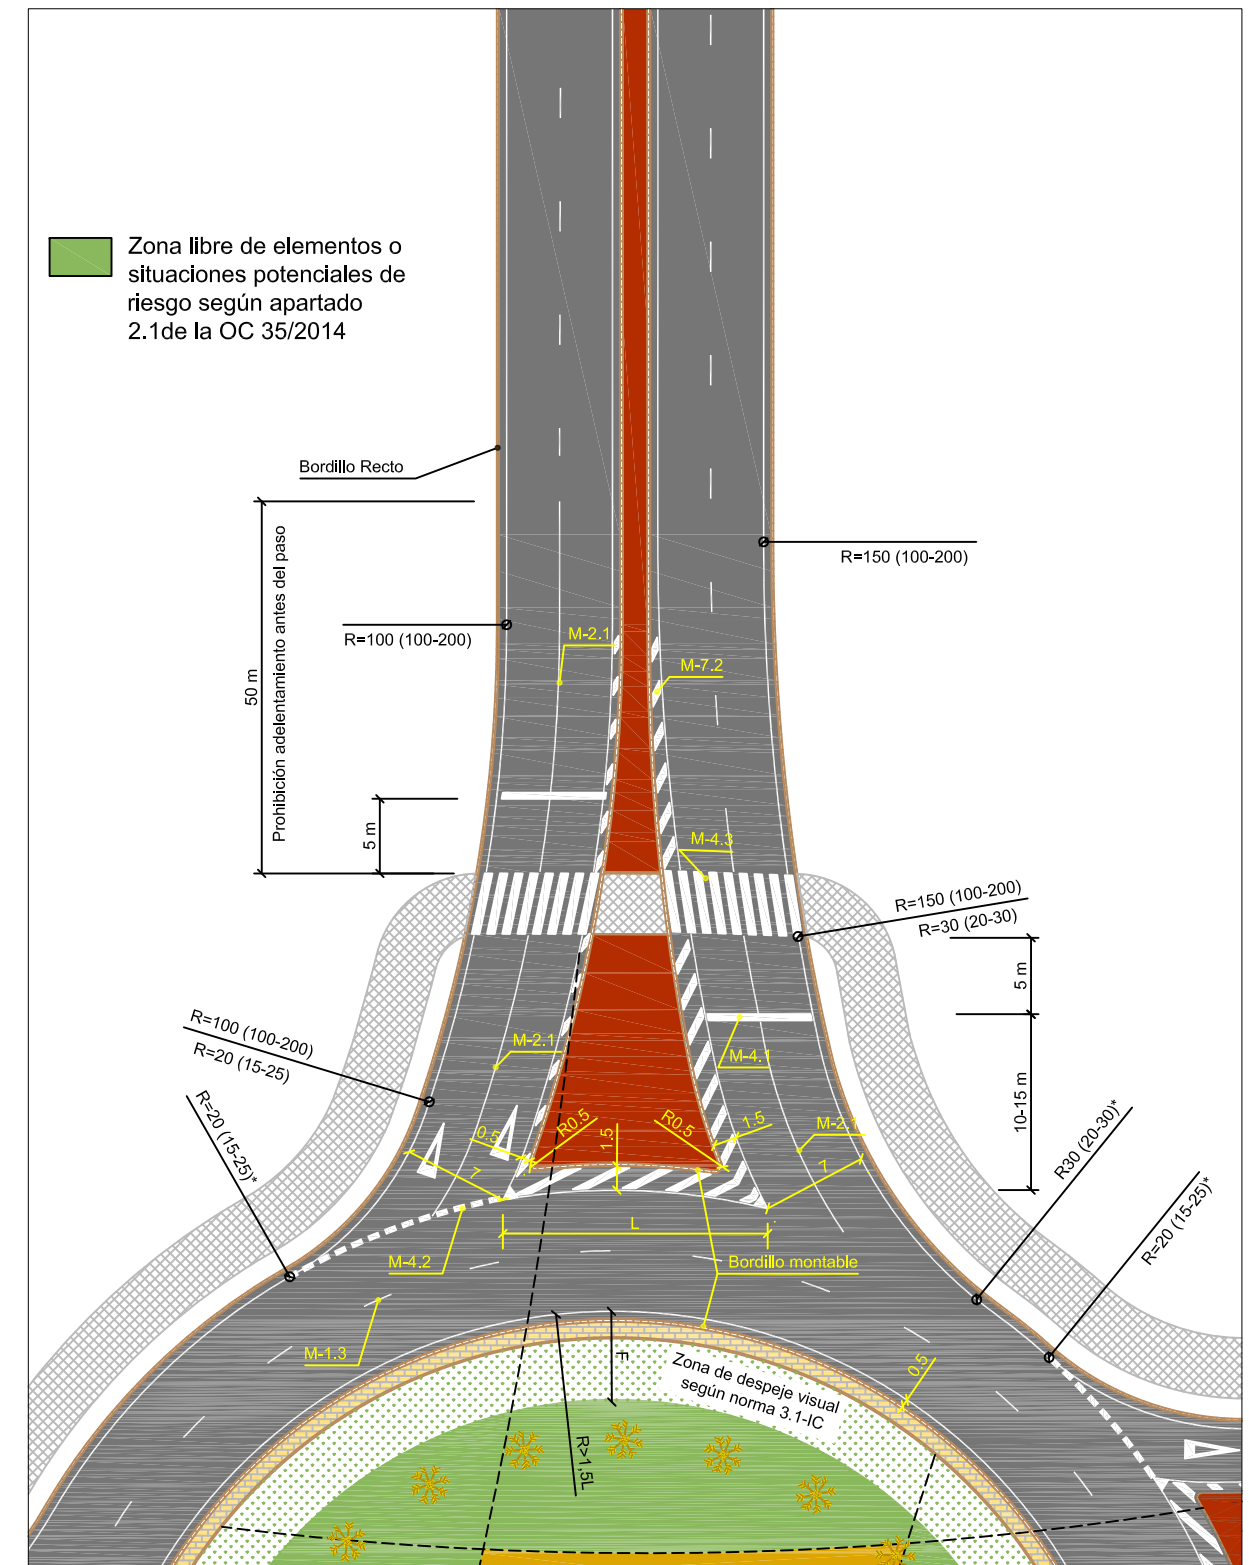 Zona libre de elementos o
situaciones potenciales de
riesgo según apartado
2.1de la OC 35/2014
Bordillo Recto
Prohibición adelentamiento antes del paso
50 m
5 m
R=150 (100-200)
R=100 (100-200)
M-2.1
M-7.2
M-4.3
R=150 (100-200)
R=30 (20-30)
5 m
10-15 m
R=100 (100-200)
R=20 (15-25)
R=20 (15-25)*
M-2.1
M-4.1
M-2.1
0.5
R0.5
1.5
R0.5
1.5
7
7
L
R30 (20-30)*
R=20 (15-25)*
M-4.2
M-1.3
Bordillo montable
F
Zona de despeje visual
según norma 3.1-IC
0.5
R>1,5L